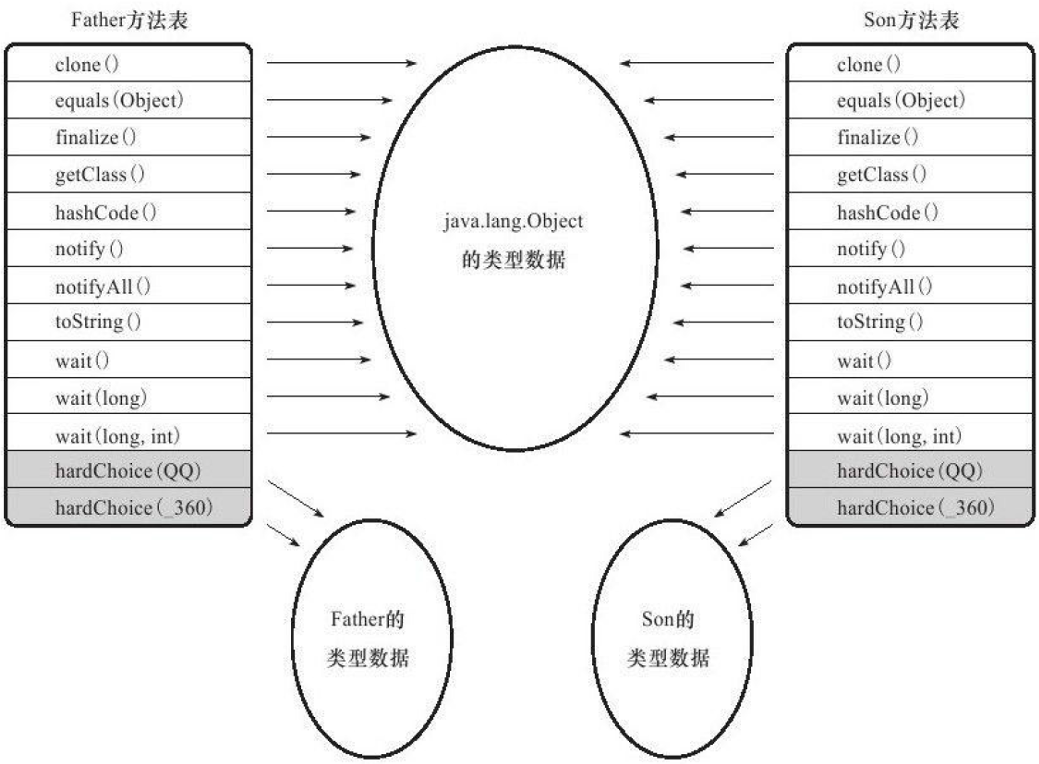 Father方法表
clone()
equals(Object)
finalize()
getClass()
hashCode()
notify()
notifyAll()
toString()
wait()
wait(long)
wait(long, int)
hardChoice(QQ)
hardChoice(_360)
java.lang.Object
的类型数据
Son方法表
clone()
equals(Object)
finalize()
getClass()
hashCode()
notify()
notifyAll()
toString()
wait()
wait(long)
wait(long, int)
hardChoice(QQ)
hardChoice(_360)
Father的
类型数据
Son的
类型数据